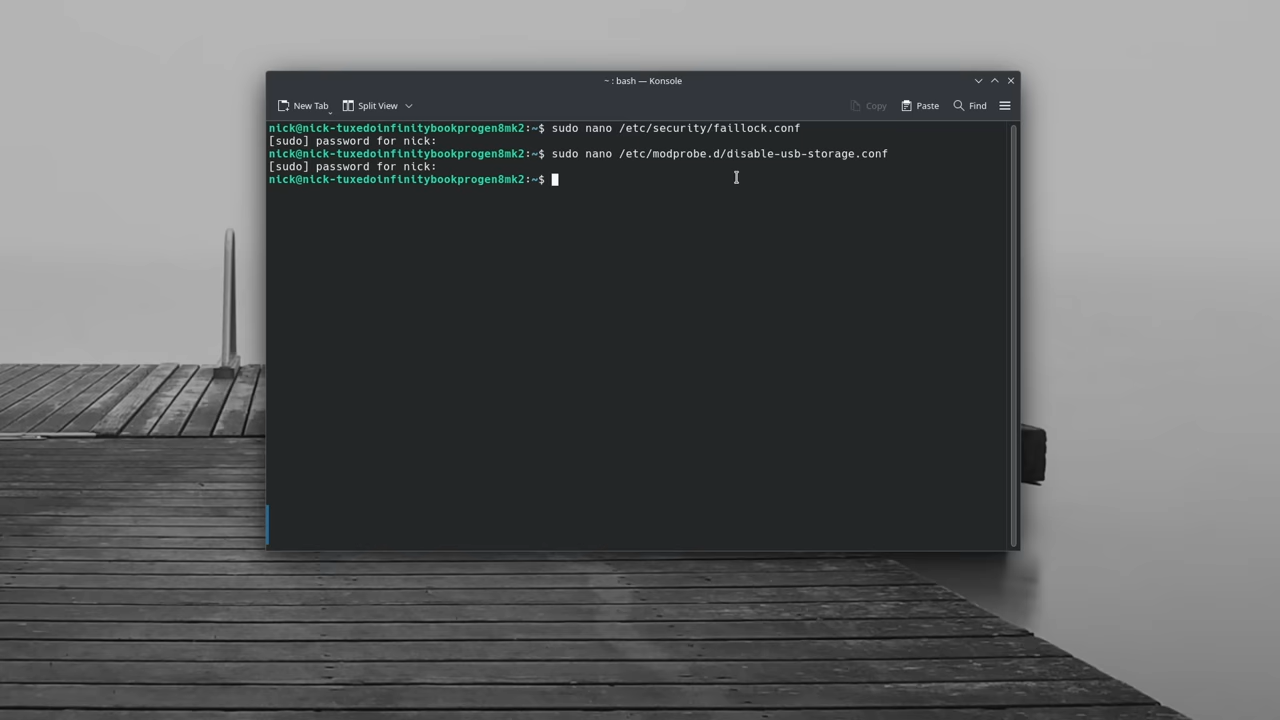 ~ : bash — Konsole
New Tab Split View Copy Paste Find
nick@nick-tuxedoinfinitybookprogen8mk2:~$ sudo nano /etc/security/faillock.conf
[sudo] password for nick:
nick@nick-tuxedoinfinitybookprogen8mk2:~$ sudo nano /etc/modprobe.d/disable-usb-storage.conf
[sudo] password for nick:
nick@nick-tuxedoinfinitybookprogen8mk2:~$